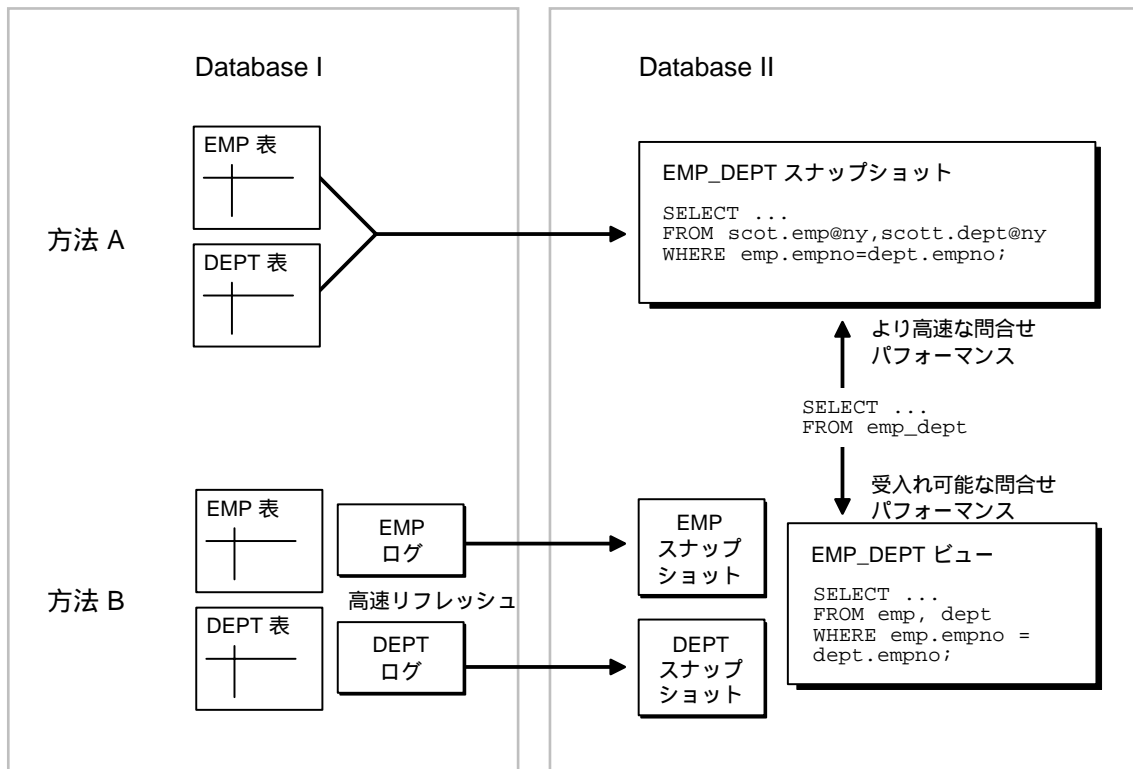 Database I
Database II
方法 A
EMP 表
DEPT 表
EMP_DEPT スナップショット
SELECT ...
FROM scot.emp@ny,scott.dept@ny
WHERE emp.empno=dept.empno;
より高速な問合せ
パフォーマンス
SELECT ...
FROM emp_dept
受入れ可能な問合せ
パフォーマンス
方法 B
EMP 表
EMP
ログ
高速リフレッシュ
DEPT 表
DEPT
ログ
EMP
スナップ
ショット
DEPT
スナップ
ショット
EMP_DEPT ビュー
SELECT ...
FROM emp, dept
WHERE emp.empno =
dept.empno;